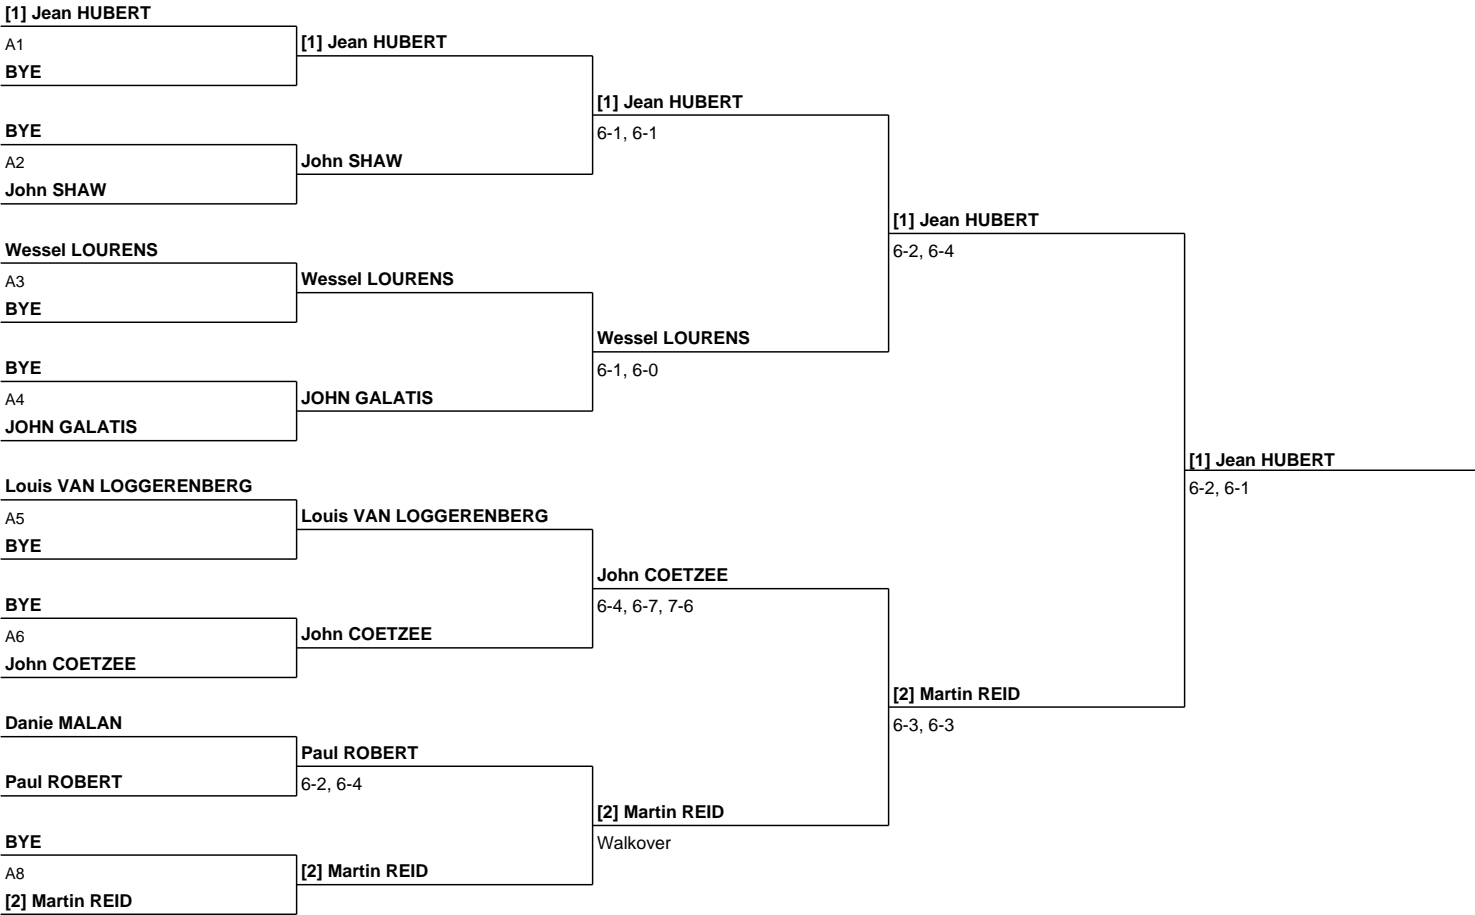 [1] Jean HUBERT
A1
BYE
BYE
A2
John SHAW
Wessel LOURENS
A3
BYE
BYE
A4
JOHN GALATIS
Louis VAN LOGGERENBERG
A5
BYE
BYE
A6
John COETZEE
Danie MALAN
Paul ROBERT
BYE
A8
[2] Martin REID
[1] Jean HUBERT
John SHAW
Wessel LOURENS
JOHN GALATIS
Louis VAN LOGGERENBERG
John COETZEE
Paul ROBERT
6-2, 6-4
[2] Martin REID
[1] Jean HUBERT
6-1, 6-1
Wessel LOURENS
6-1, 6-0
John COETZEE
6-4, 6-7, 7-6
[2] Martin REID
Walkover
[1] Jean HUBERT
6-2, 6-4
[2] Martin REID
6-3, 6-3
[1] Jean HUBERT
6-2, 6-1